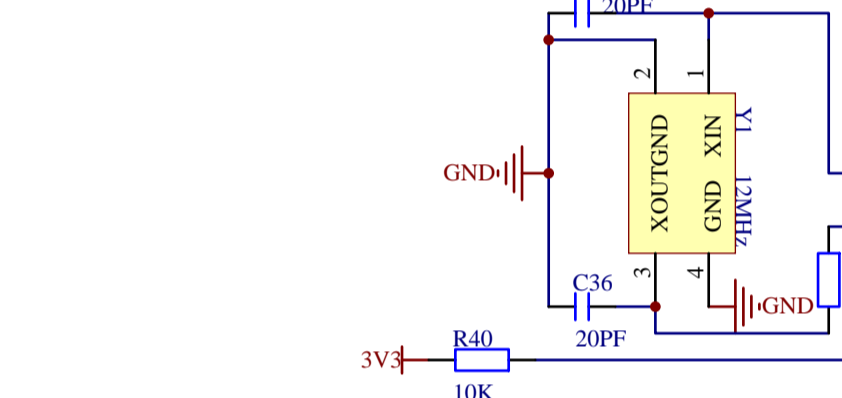 20PF
2
1
GND
XOUTGND
GND XIN
Y1
12MHz
3
4
C36
20PF
GND
3V3
R40
10K